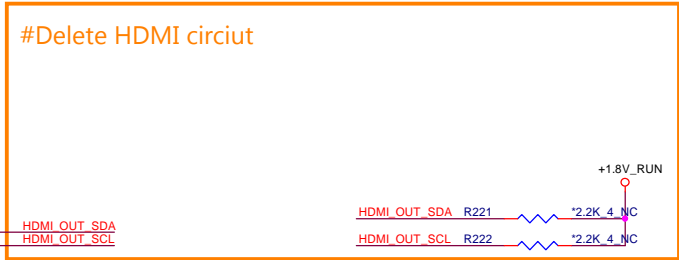 #Delete HDMI circiut
+1.8V_RUN
HDMI_OUT_SDA R221 *2.2K_4_NC
HDMI_OUT_SDA
HDMI_OUT_SCL
HDMI_OUT_SCL R222 *2.2K_4_NC